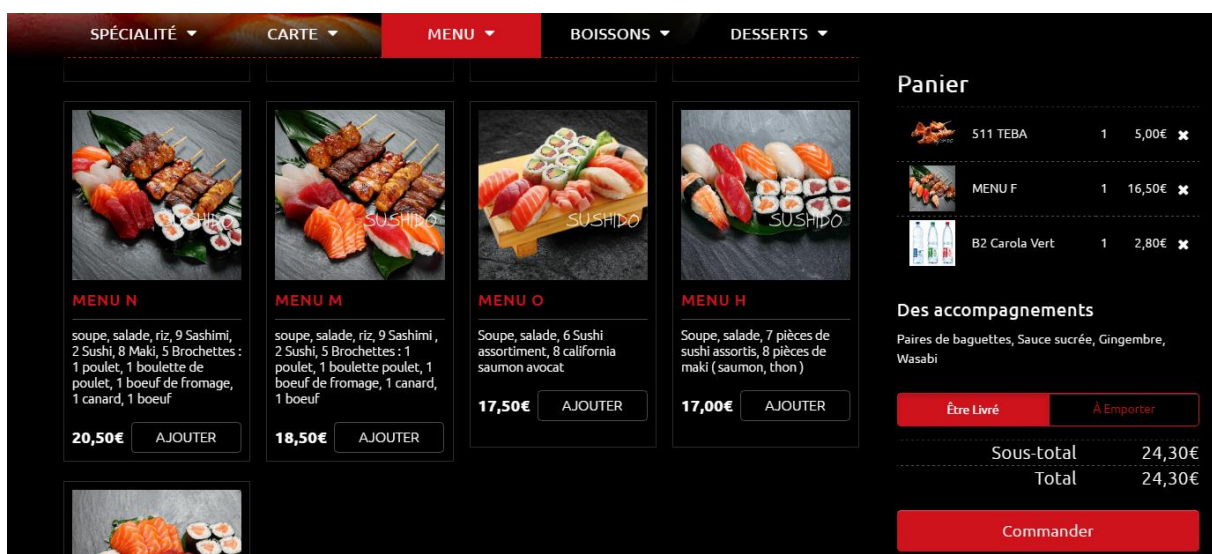 SPÉCIALITÉ CARTE MENU BOISSONS DESSERTS
SUSHIDO
MENU N
soupe, salade, riz, 9 Sashimi,
2 Sushi, 8 Maki, 5 Brochettes :
1 poulet, 1 boulette de
poulet, 1 boeuf de fromage,
1 canard, 1 boeuf
20,50€ AJOUTER
SUSHIDO
MENU M
soupe, salade, riz, 9 Sashimi ,
2 Sushi, 5 Brochettes : 1
poulet, 1 boulette poulet, 1
boeuf de fromage, 1 canard,
1 boeuf
18,50€ AJOUTER
SUSHIDO
MENU O
Soupe, salade, 6 Sushi
assortiment, 8 california
saumon avocat
17,50€ AJOUTER
SUSHIDO
MENU H
Soupe, salade, 7 pièces de
sushi assortis, 8 pièces de
maki ( saumon, thon )
17,00€ AJOUTER
Panier
511 TEBA 1 5,00€
MENU F 1 16,50€
B2 Carola Vert 1 2,80€
Des accompagnements
Paires de baguettes, Sauce sucrée, Gingembre,
Wasabi
Être Livré À Emporter
Sous-total 24,30€
Total 24,30€
Commander